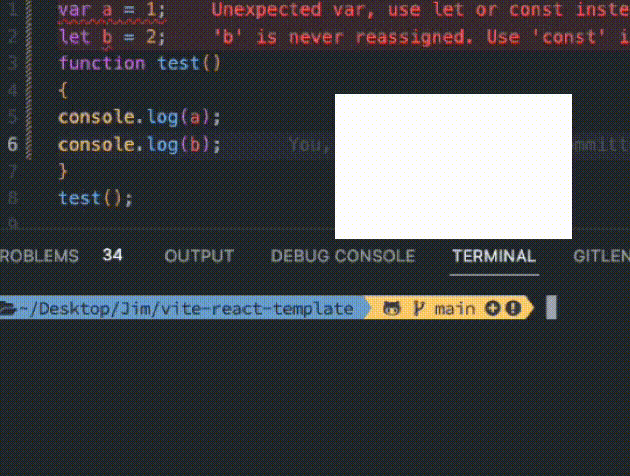 1 var a = 1; Unexpected var, use let or const inste
2 let b = 2; 'b' is never reassigned. Use 'const' i
3 function test()
4 {
5 console.log(a);
6 console.log(b); You,
7 }
8 test();
9
ROBLEMS 34 OUTPUT DEBUG CONSOLE TERMINAL GITLEN
~/Desktop/Jim/vite-react-template main